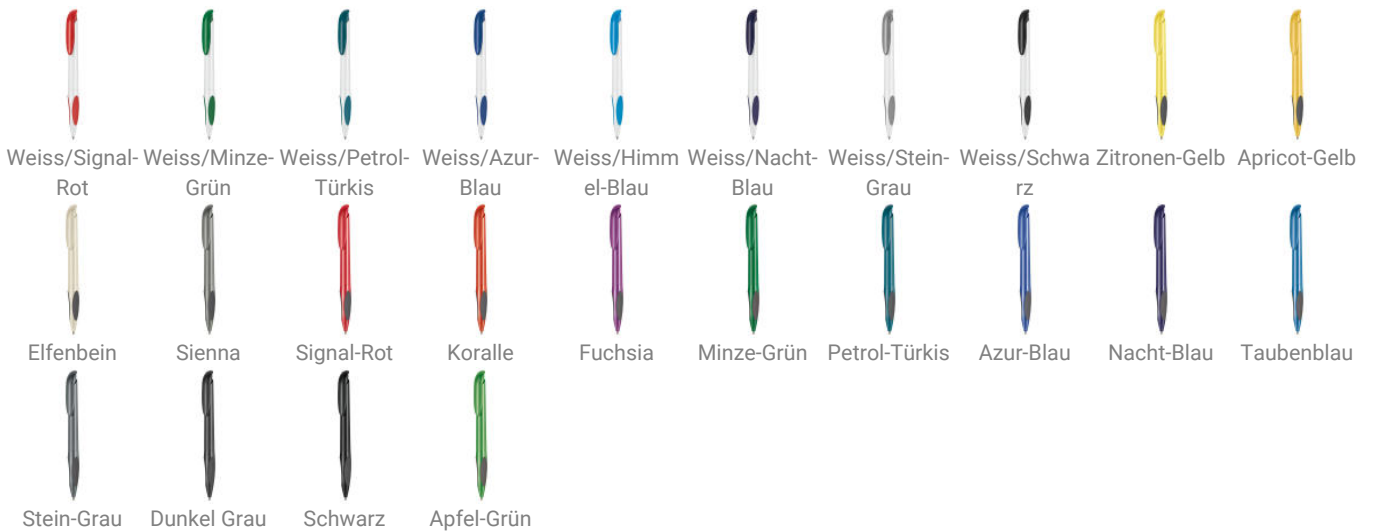 Weiss/Signal- Weiss/Minze- Weiss/Petrol- Weiss/Azur- Weiss/Himm Weiss/Nacht- Weiss/Stein- Weiss/Schwa Zitronen-Gelb Apricot-Gelb
Rot Grün Türkis Blau el-Blau Blau Grau rz
Elfenbein Sienna Signal-Rot Koralle Fuchsia Minze-Grün Petrol-Türkis Azur-Blau Nacht-Blau Taubenblau
Stein-Grau Dunkel Grau Schwarz Apfel-Grün